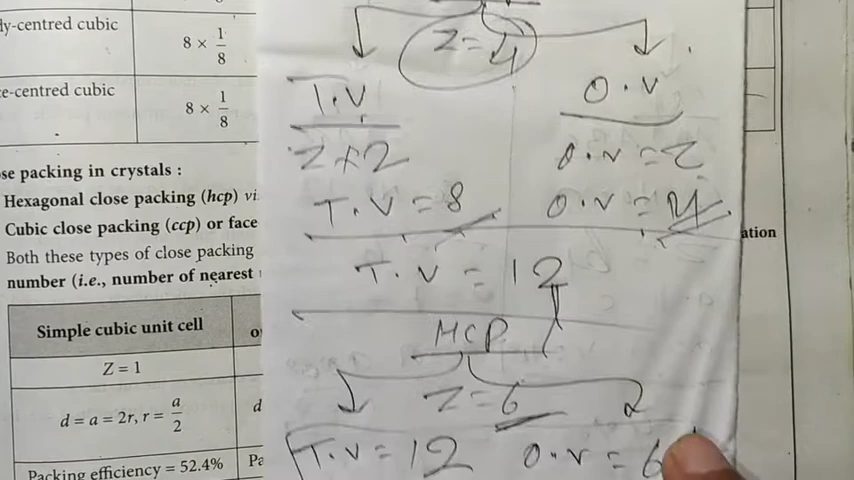 dy-centred cubic
8 × 1/8
ce-centred cubic
8 × 1/8
ose packing in crystals :
Hexagonal close packing (hcp) vi
Cubic close packing (ccp) or face
Both these types of close packing
number (i.e., number of nearest
Simple cubic unit cell
o
Z = 1
d = a = 2r, r = a/2
d
Packing efficiency = 52.4%
Pa
ation
Z = 4
T.V
O.V
Z × 2
O.V = Z
T.V = 8
O.V = 4
T.V = 12
HCP
Z = 6
T.V = 12
O.V = 6